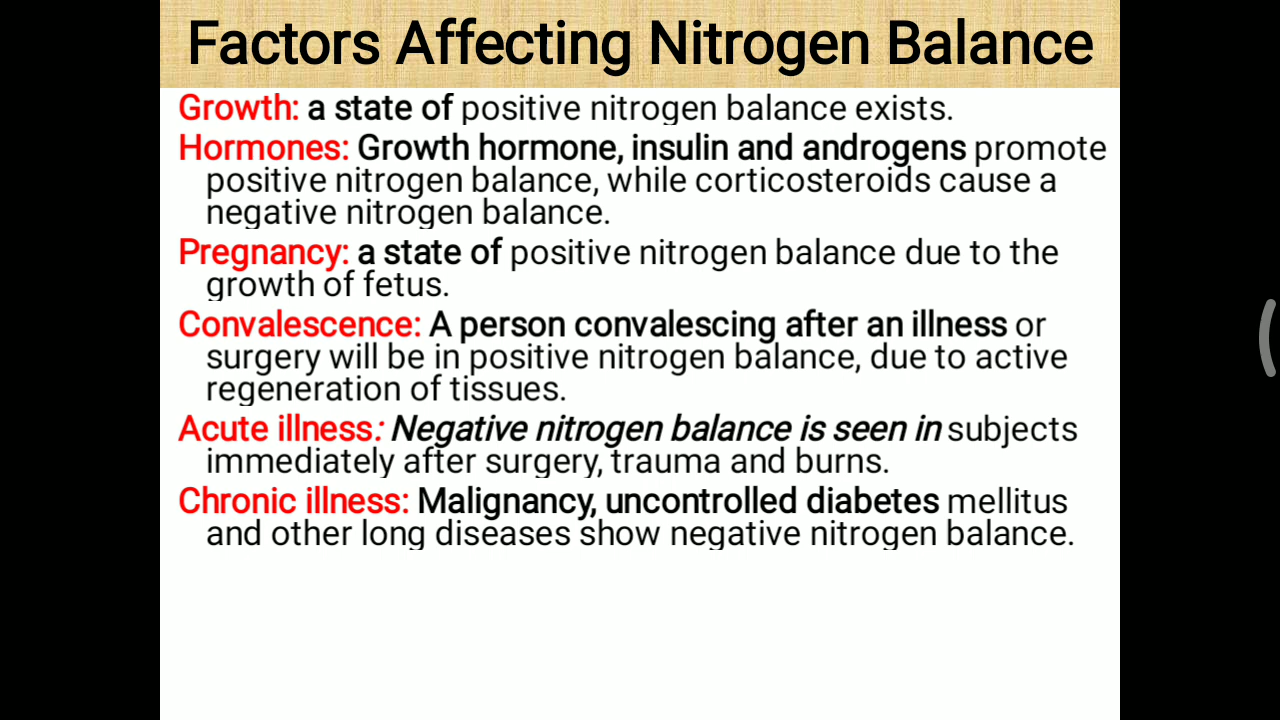 Factors Affecting Nitrogen Balance
Growth: a state of positive nitrogen balance exists.
Hormones: Growth hormone, insulin and androgens promote
positive nitrogen balance, while corticosteroids cause a
negative nitrogen balance.
Pregnancy: a state of positive nitrogen balance due to the
growth of fetus.
Convalescence: A person convalescing after an illness or
surgery will be in positive nitrogen balance, due to active
regeneration of tissues.
Acute illness: Negative nitrogen balance is seen in subjects
immediately after surgery, trauma and burns.
Chronic illness: Malignancy, uncontrolled diabetes mellitus
and other long diseases show negative nitrogen balance.